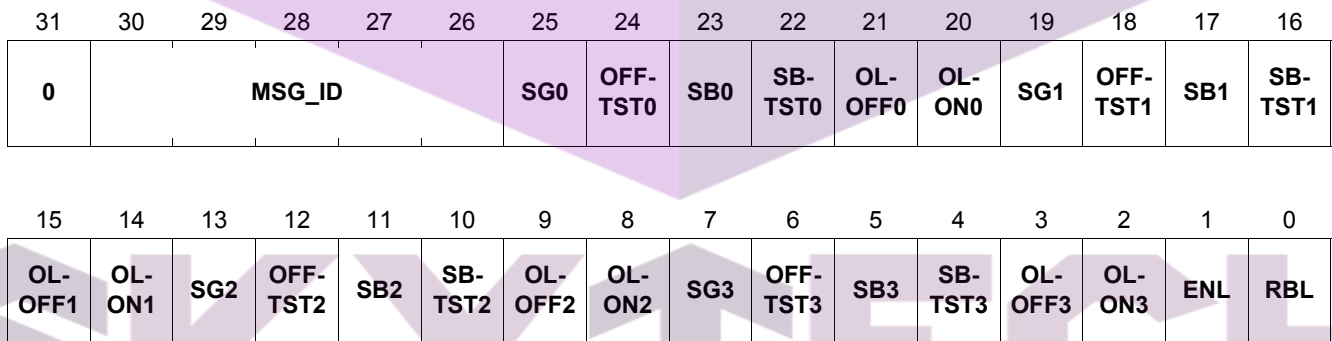 31 30 29 28 27 26 25 24 23 22 21 20 19 18 17 16
0 MSG_ID SG0 OFF-TST0 SB0 SB-TST0 OL-OFF0 OL-ON0 SG1 OFF-TST1 SB1 SB-TST1
15 14 13 12 11 10 9 8 7 6 5 4 3 2 1 0
OL-OFF1 OL-ON1 SG2 OFF-TST2 SB2 SB-TST2 OL-OFF2 OL-ON2 SG3 OFF-TST3 SB3 SB-TST3 OL-OFF3 OL-ON3 ENL RBL